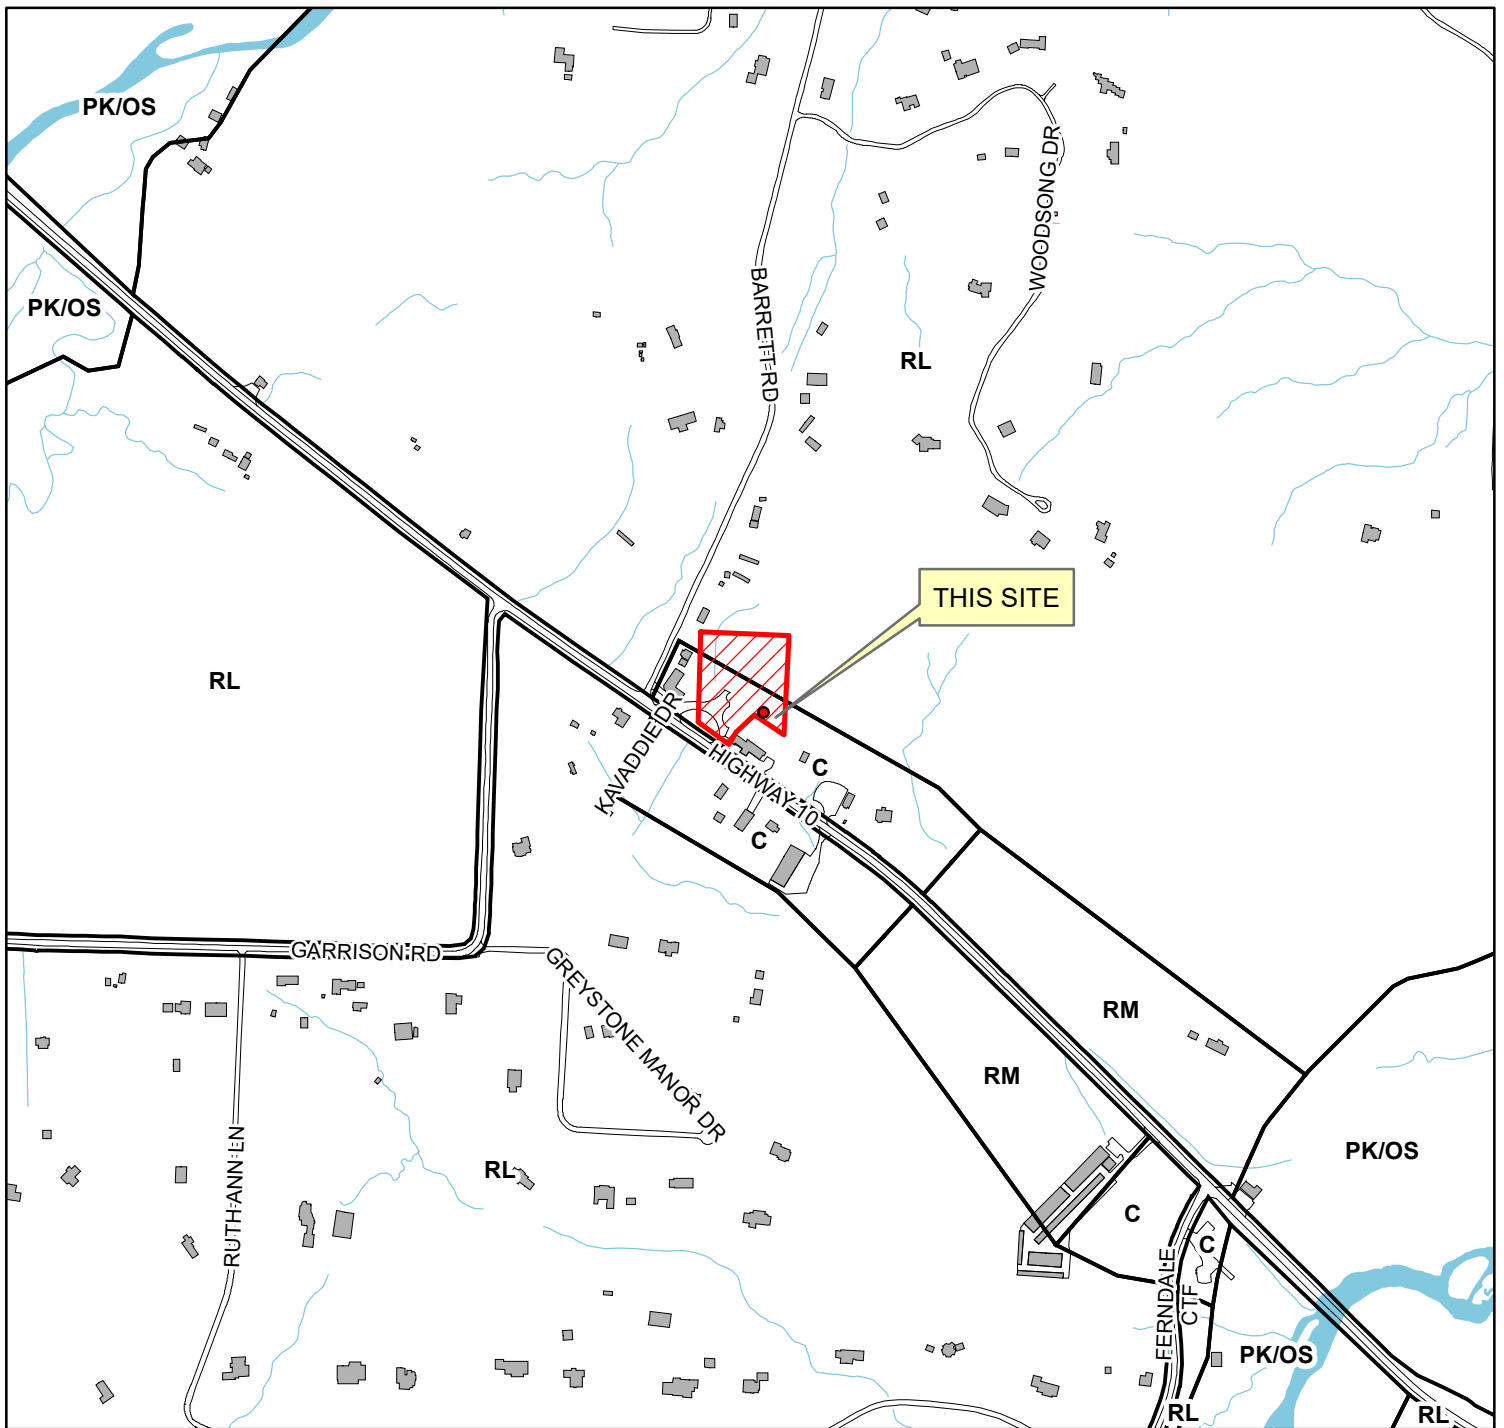 PK/OS
WOODSONG DR
BARRETT RD
PK/OS
RL
THIS SITE
RL
KAVADDIE DR
HIGHWAY 10
C
C
GARRISON RD
GREYSTONE MANOR DR
RM
RM
RUTH ANN LN
RL
PK/OS
C
C
FERNDALE
CTF
PK/OS
RL
RL